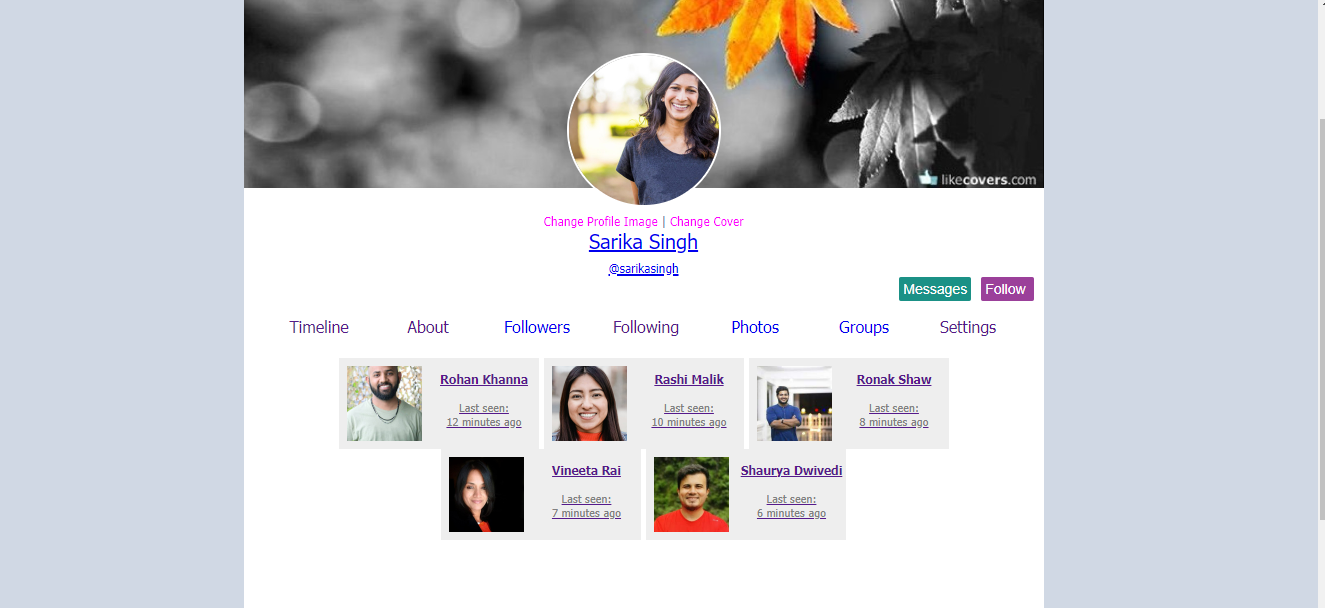 likecovers.com
Change Profile Image | Change Cover
Sarika Singh
@sarikasingh
Messages Follow
Timeline About Followers Following Photos Groups Settings
Rohan Khanna
Last seen:
12 minutes ago
Rashi Malik
Last seen:
10 minutes ago
Ronak Shaw
Last seen:
8 minutes ago
Vineeta Rai
Last seen:
7 minutes ago
Shaurya Dwivedi
Last seen:
6 minutes ago